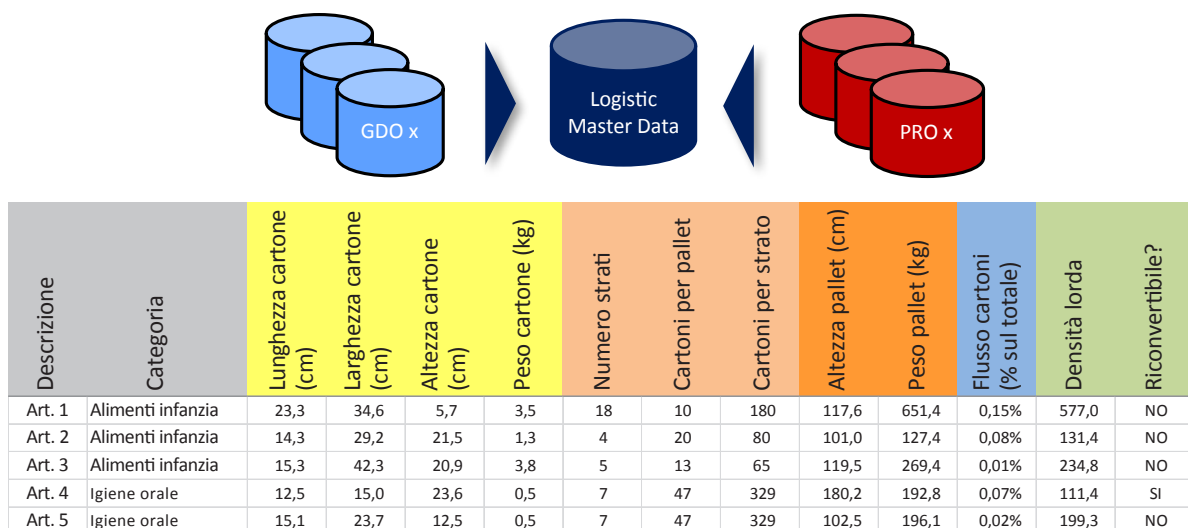 GDO x
Logistic
Master Data
PRO x
Descrizione
Categoria
Lunghezza cartone
(cm)
Larghezza cartone
(cm)
Altezza cartone
(cm)
Peso cartone (kg)
Numero strati
Cartoni per pallet
Cartoni per strato
Altezza pallet (cm)
Peso pallet (kg)
Flusso cartoni
(% sul totale)
Densità lorda
Riconvertibile?
Art. 1 Alimenti infanzia 23,3 34,6 5,7 3,5 18 10 180 117,6 651,4 0,15% 577,0 NO
Art. 2 Alimenti infanzia 14,3 29,2 21,5 1,3 4 20 80 101,0 127,4 0,08% 131,4 NO
Art. 3 Alimenti infanzia 15,3 42,3 20,9 3,8 5 13 65 119,5 269,4 0,01% 234,8 NO
Art. 4 Igiene orale 12,5 15,0 23,6 0,5 7 47 329 180,2 192,8 0,07% 111,4 SI
Art. 5 Igiene orale 15,1 23,7 12,5 0,5 7 47 329 102,5 196,1 0,02% 199,3 NO